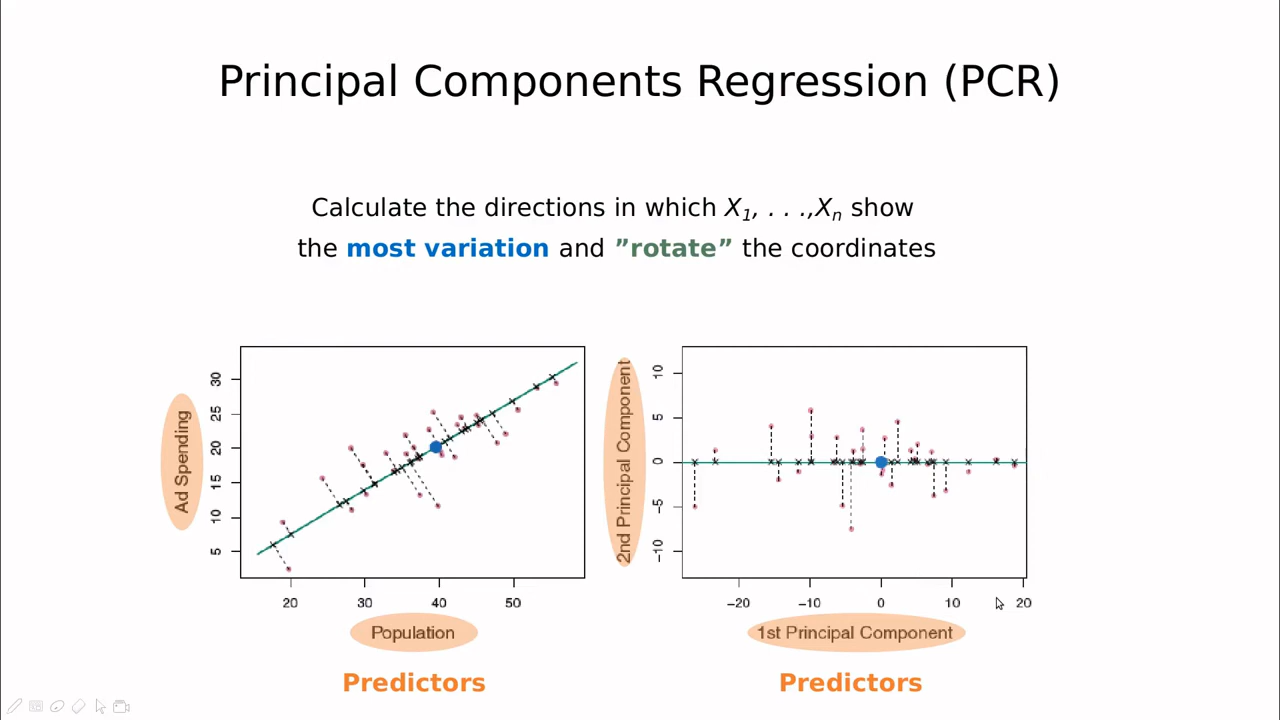 Principal Components Regression (PCR)
Calculate the directions in which X1, . . .,Xn show
the most variation and ”rotate” the coordinates
Ad Spending
30
25
20
15
10
5
20 30 40 50
Population
Predictors
2nd Principal Component
10
5
0
−5
−10
−20 −10 0 10 20
1st Principal Component
Predictors